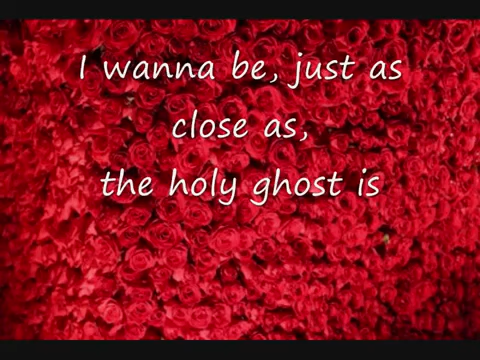 I wanna be, just as
close as,
the holy ghost is